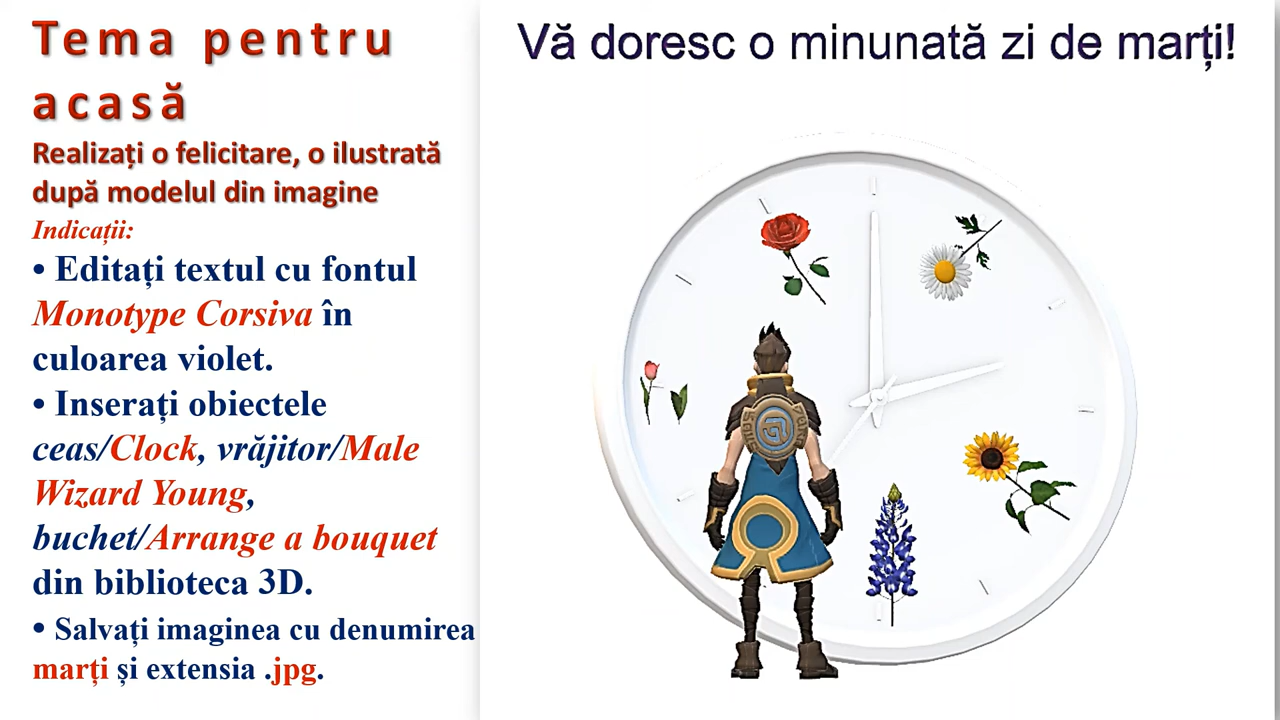 Tema pentru
acasă
Realizați o felicitare, o ilustrată
după modelul din imagine
Indicații:
• Editați textul cu fontul
Monotype Corsiva în
culoarea violet.
• Inserați obiectele
ceas/Clock, vrăjitor/Male
Wizard Young,
buchet/Arrange a bouquet
din biblioteca 3D.
• Salvați imaginea cu denumirea
marți și extensia .jpg.
Vă doresc o minunată zi de marți!